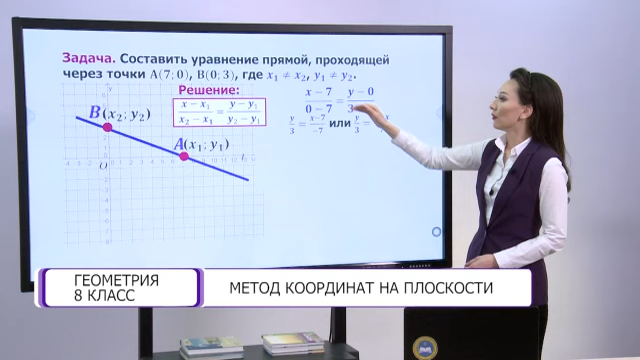 Задача. Составить уравнение прямой, проходящей
через точки A(7; 0), B(0; 3), где x₁ ≠ x₂, y₁ ≠ y₂.
Решение:
(x − x₁)/(x₂ − x₁) = (y − y₁)/(y₂ − y₁)
(x − 7)/(0 − 7) = (y − 0)/3
y/3 = (x−7)/−7 или y/3 =
B(x₂; y₂)
A(x₁; y₁)
O
ГЕОМЕТРИЯ
8 КЛАСС
МЕТОД КООРДИНАТ НА ПЛОСКОСТИ